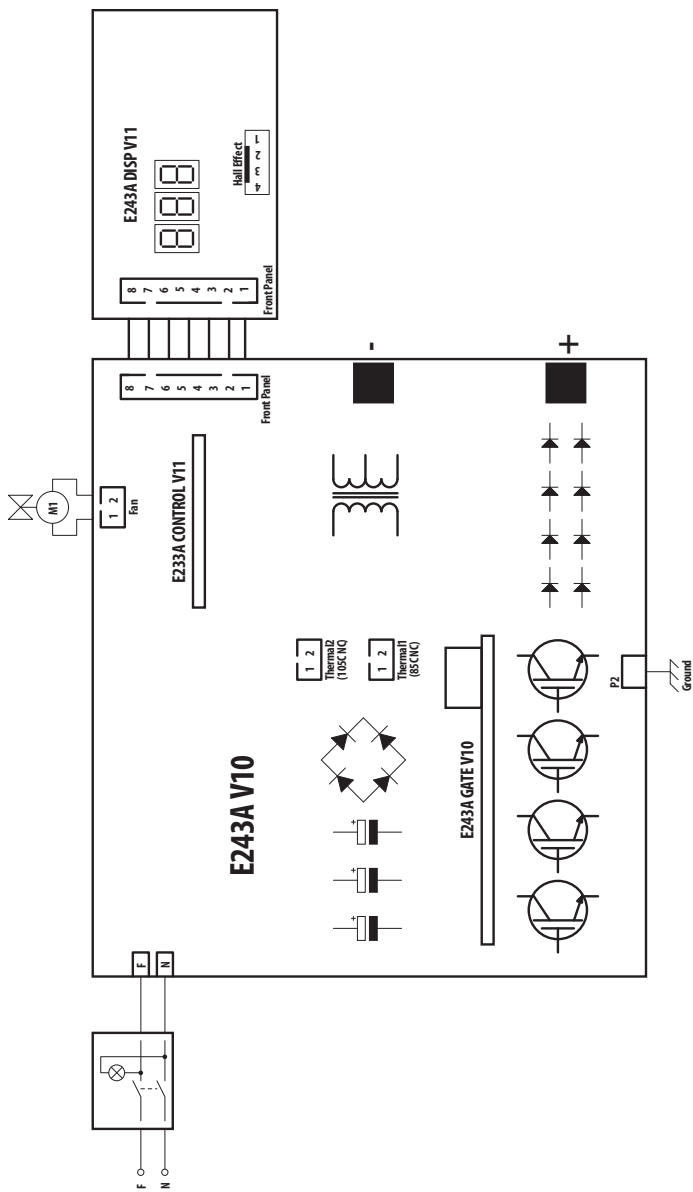 E243A DISP V11
Hall Effect
4 3 2 1
8 7 6 5 4 3 2 1
Front Panel
8 7 6 5 4 3 2 1
Front Panel
M1
1 2
Fan
E233A CONTROL V11
-
+
1 2
Thermal2
(105C NC)
1 2
Thermal1
(85C NC)
E243A V10
+
+
+
E243A GATE V10
P2
Ground
F
N
F
N